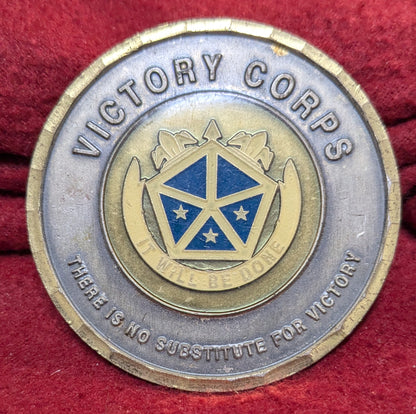 VICTORY CORPS
IT WILL BE DONE
THERE IS NO SUBSTITUTE FOR VICTORY